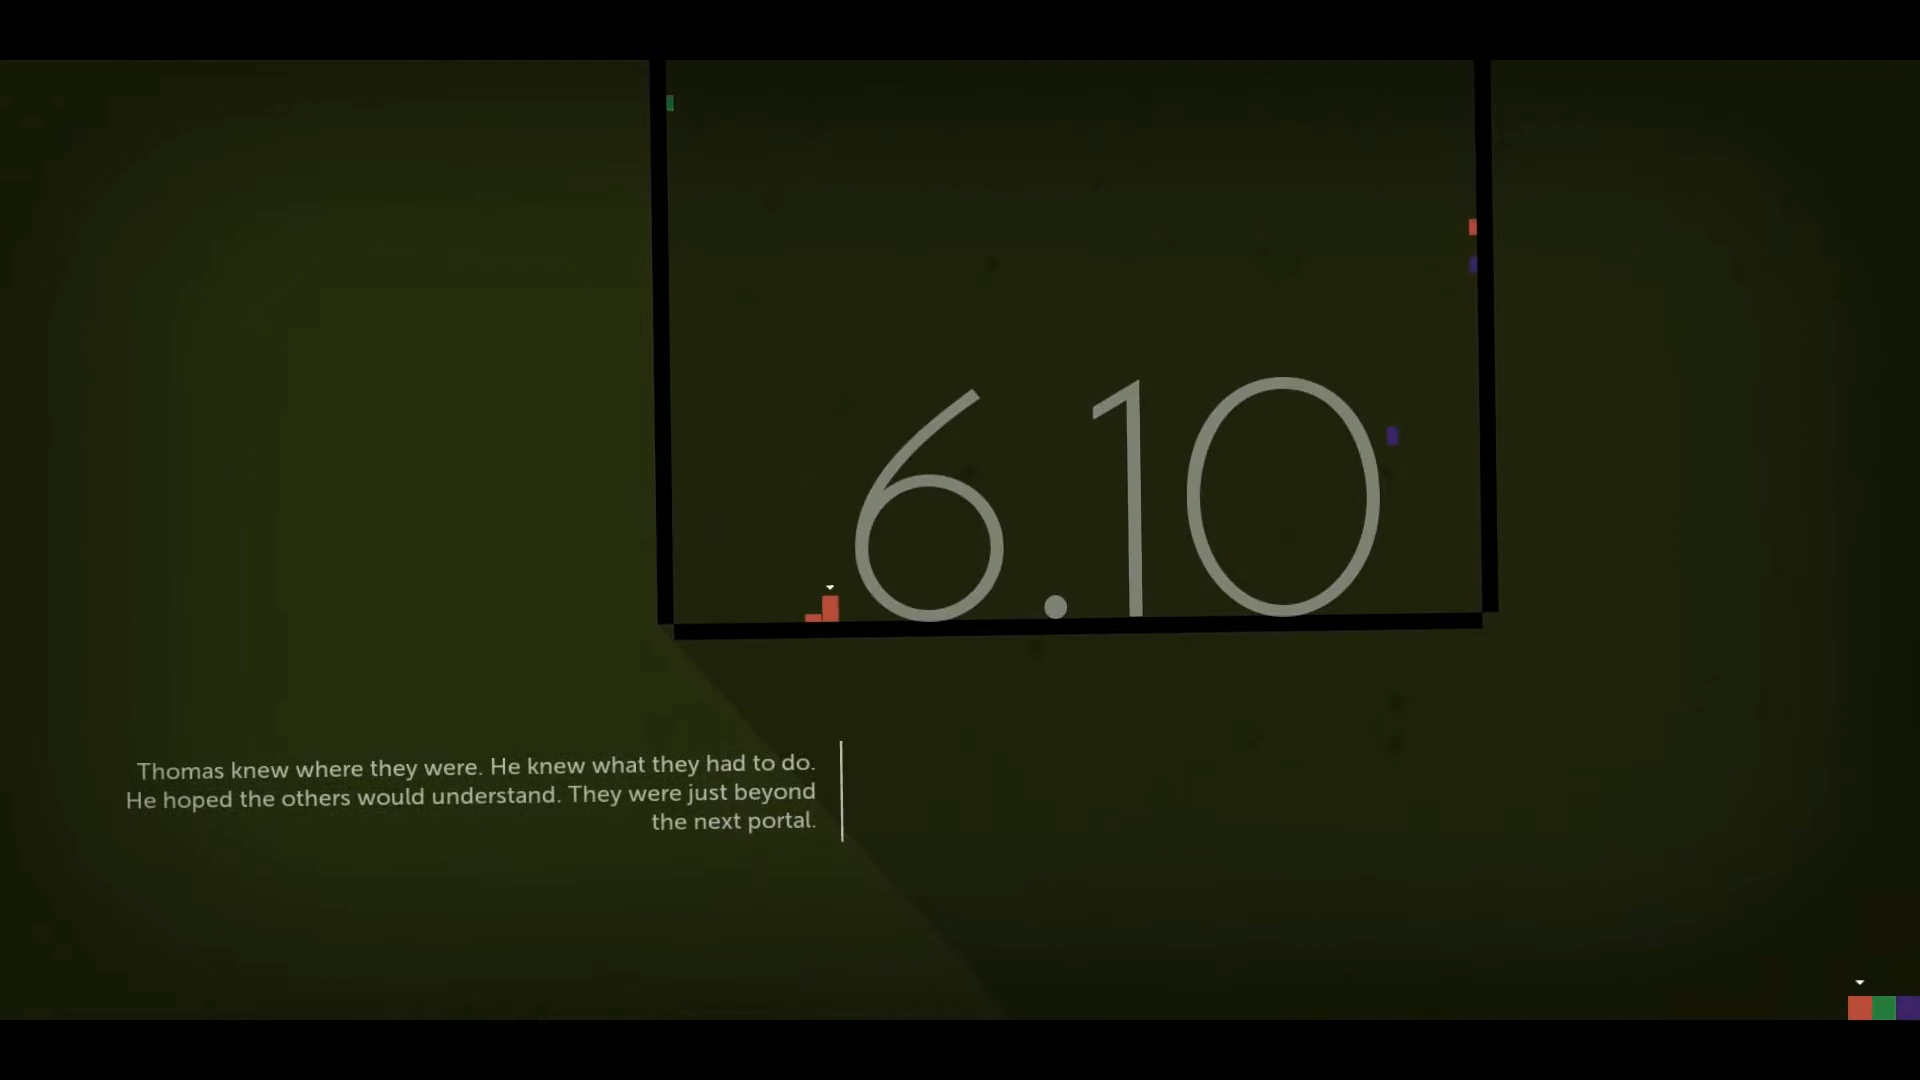 6.10
Thomas knew where they were. He knew what they had to do.
He hoped the others would understand. They were just beyond
the next portal.